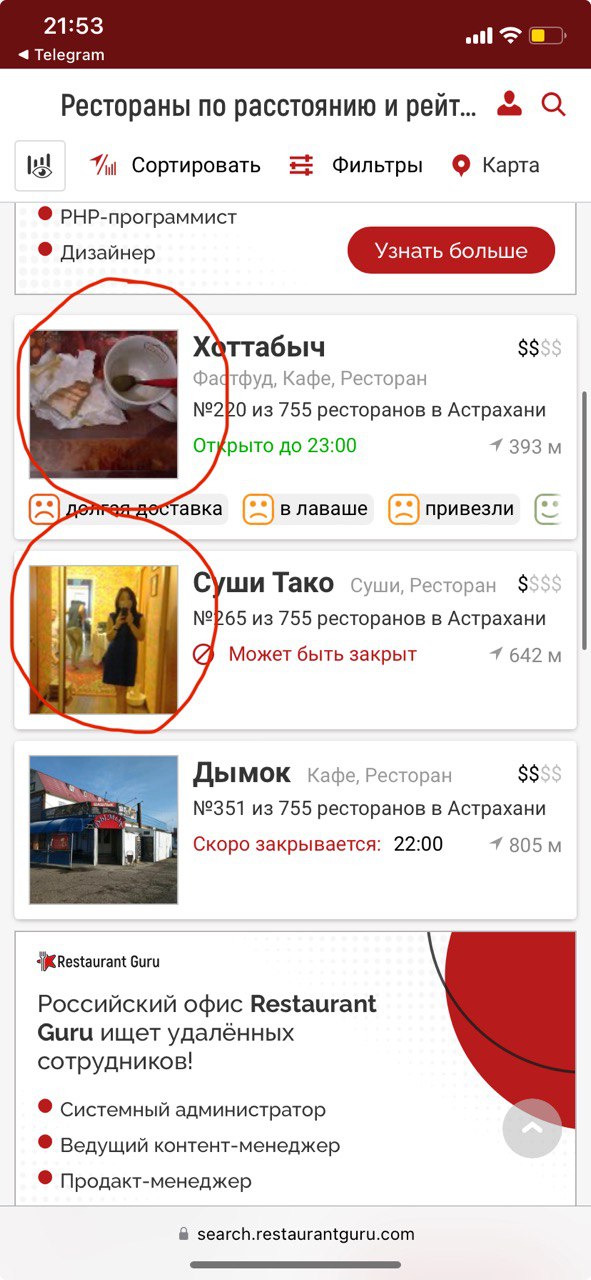 21:53
◀ Telegram
Рестораны по расстоянию и рейт...
Сортировать Фильтры Карта
PHP-программист
Дизайнер
Узнать больше
Хоттабыч $$$$
Фастфуд, Кафе, Ресторан
№220 из 755 ресторанов в Астрахани
Открыто до 23:00 393 м
долгая доставка в лаваше привезли
Суши Тако Суши, Ресторан $$$$
№265 из 755 ресторанов в Астрахани
Может быть закрыт 642 м
Дымок Кафе, Ресторан $$$$
№351 из 755 ресторанов в Астрахани
Скоро закрывается: 22:00 805 м
Restaurant Guru
Российский офис Restaurant
Guru ищет удалённых
сотрудников!
Системный администратор
Ведущий контент-менеджер
Продакт-менеджер
search.restaurantguru.com